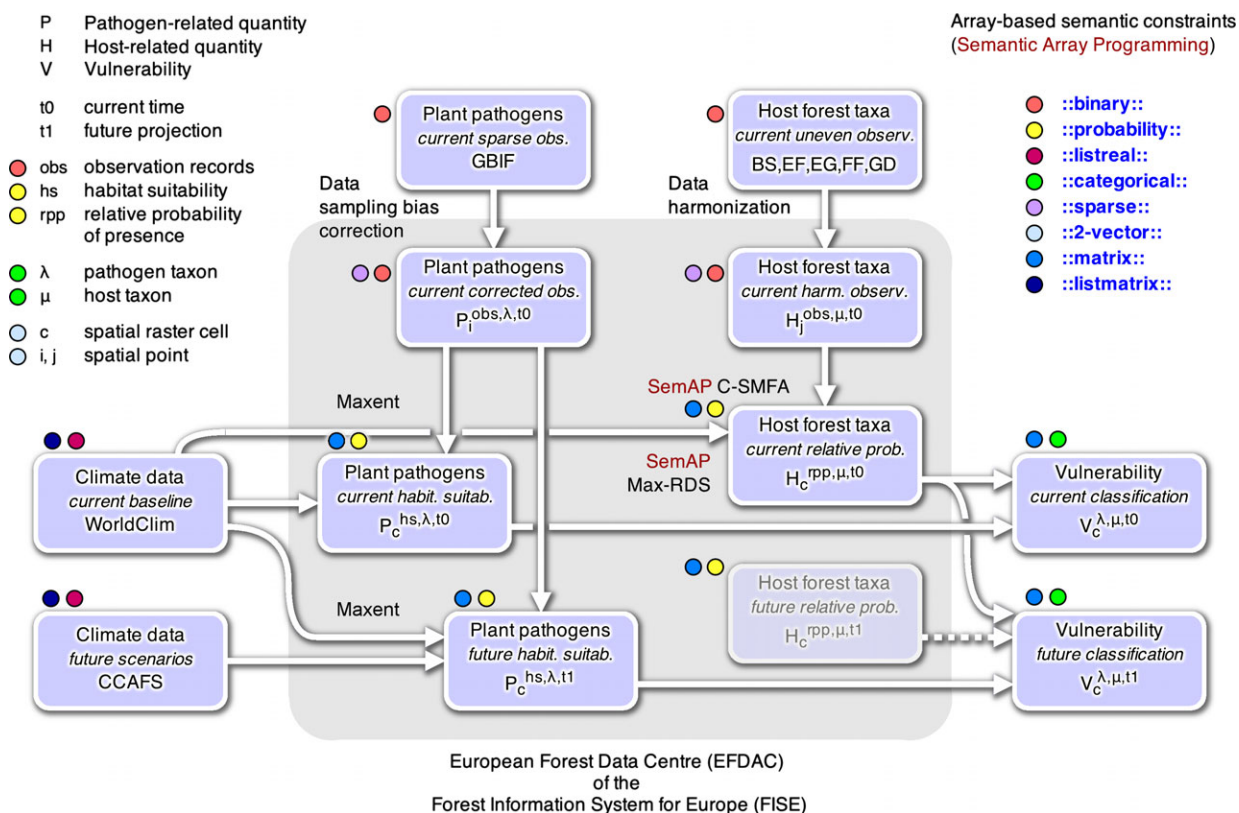 P Pathogen-related quantity
H Host-related quantity
V Vulnerability
t0 current time
t1 future projection
obs observation records
hs habitat suitability
rpp relative probability
of presence
λ pathogen taxon
μ host taxon
c spatial raster cell
i, j spatial point
Array-based semantic constraints
(Semantic Array Programming)
::binary::
::probability::
::listreal::
::categorical::
::sparse::
::2-vector::
::matrix::
::listmatrix::
Plant pathogens
current sparse obs.
GBIF
Host forest taxa
current uneven observ.
BS,EF,EG,FF,GD
Data
sampling bias
correction
Data
harmonization
Plant pathogens
current corrected obs.
P_i^obs,λ,t0
Host forest taxa
current harm. observ.
H_j^obs,μ,t0
Maxent
SemAP C-SMFA
SemAP
Max-RDS
Climate data
current baseline
WorldClim
Plant pathogens
current habit. suitab.
P_c^hs,λ,t0
Host forest taxa
current relative prob.
H_c^rpp,μ,t0
Vulnerability
current classification
V_c^λ,μ,t0
Climate data
future scenarios
CCAFS
Maxent
Plant pathogens
future habit. suitab.
P_c^hs,λ,t1
Host forest taxa
future relative prob.
H_c^rpp,μ,t1
Vulnerability
future classification
V_c^λ,μ,t1
European Forest Data Centre (EFDAC)
of the
Forest Information System for Europe (FISE)